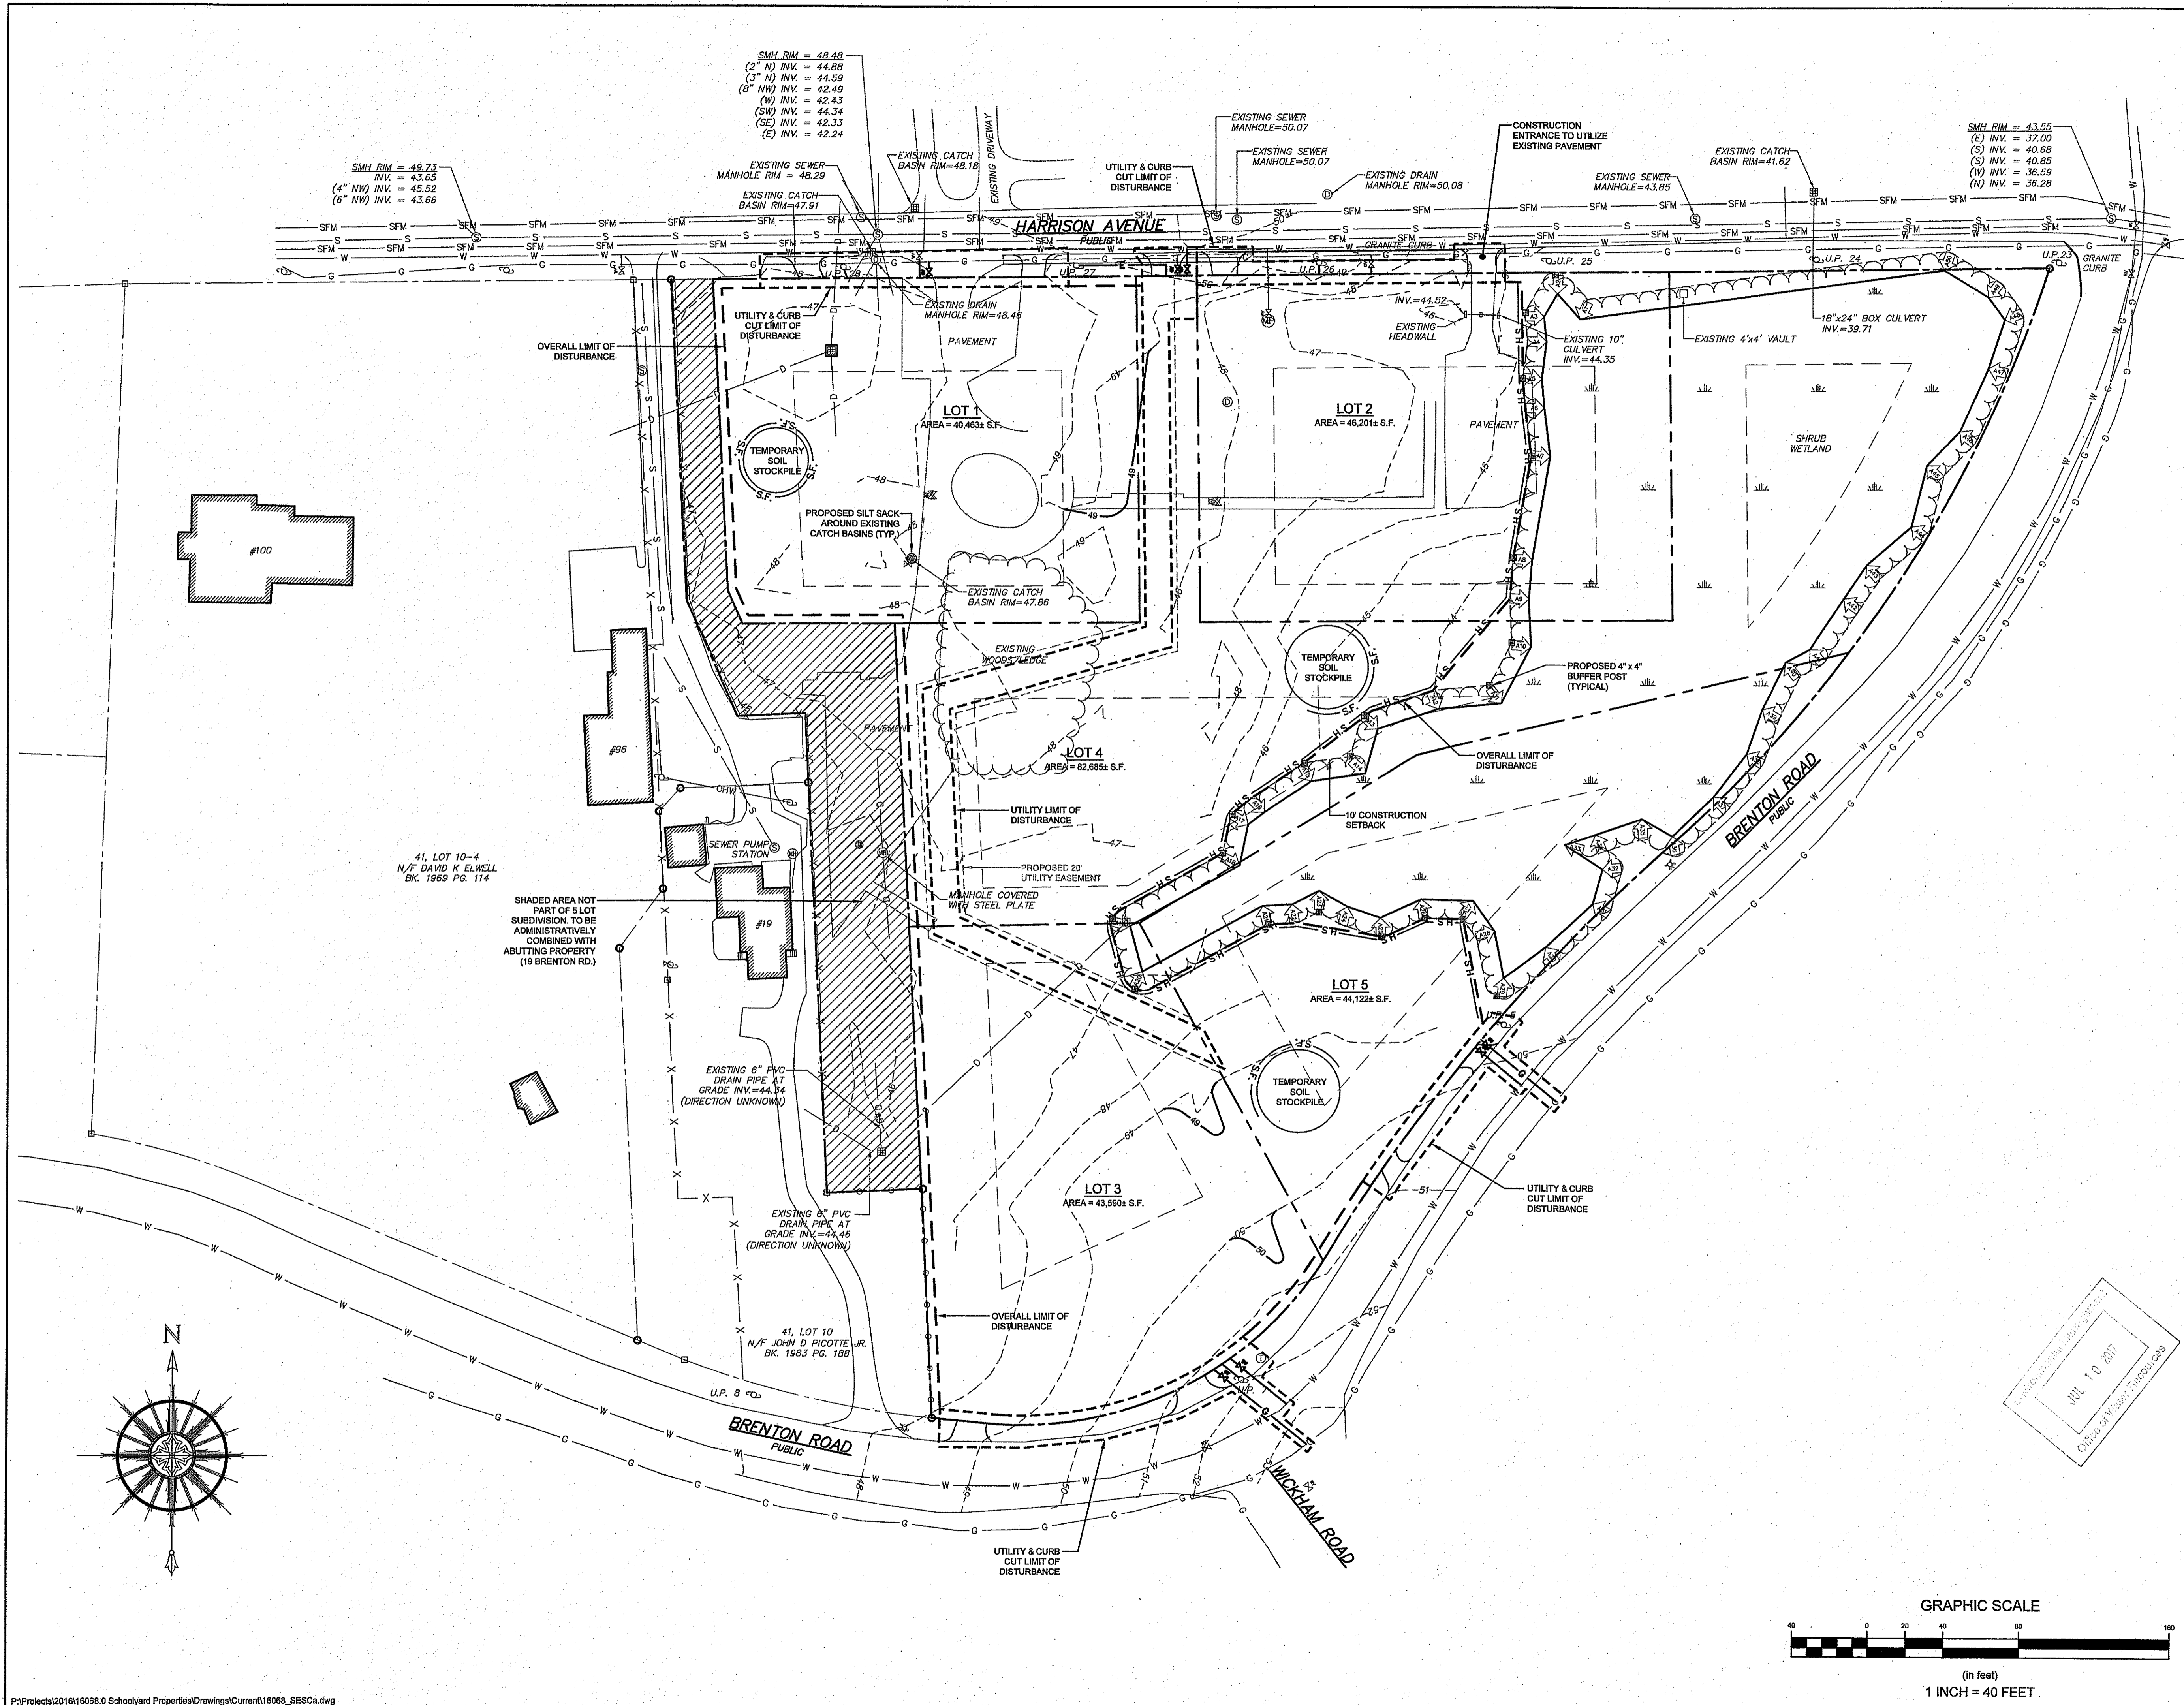 SMH RIM = 48.48
(2" N) INV. = 44.88
(3" N) INV. = 44.59
(8" NW) INV. = 42.49
(W) INV. = 42.43
(SW) INV. = 44.34
(SE) INV. = 42.33
(E) INV. = 42.24
SMH RIM = 49.73
INV. = 43.65
(4" NW) INV. = 45.52
(6" NW) INV. = 43.66
EXISTING SEWER
MANHOLE RIM = 48.29
EXISTING CATCH
BASIN RIM=47.91
EXISTING CATCH
BASIN RIM=48.18
EXISTING DRIVEWAY
UTILITY & CURB
CUT LIMIT OF
DISTURBANCE
EXISTING SEWER
MANHOLE=50.07
EXISTING SEWER
MANHOLE=50.07
EXISTING DRAIN
MANHOLE RIM=50.08
CONSTRUCTION
ENTRANCE TO UTILIZE
EXISTING PAVEMENT
EXISTING SEWER
MANHOLE=43.85
EXISTING CATCH
BASIN RIM=41.62
SMH RIM = 43.55
(E) INV. = 37.00
(S) INV. = 40.68
(S) INV. = 40.85
(W) INV. = 36.59
(N) INV. = 36.28
HARRISON AVENUE
PUBLIC
GRANITE CURB
U.P. 28
U.P. 27
U.P. 26
U.P. 25
U.P. 24
U.P.23
GRANITE
CURB
OVERALL LIMIT OF
DISTURBANCE
UTILITY & CURB
CUT LIMIT OF
DISTURBANCE
EXISTING DRAIN
MANHOLE RIM=48.46
PAVEMENT
INV.=44.52
EXISTING
HEADWALL
EXISTING 10"
CULVERT
INV.=44.35
EXISTING 4'x4' VAULT
18"x24" BOX CULVERT
INV.=39.71
LOT 1
AREA = 40,463± S.F.
LOT 2
AREA = 46,201± S.F.
PAVEMENT
SHRUB
WETLAND
TEMPORARY
SOIL
STOCKPILE
PROPOSED SILT SACK
AROUND EXISTING
CATCH BASINS (TYP.)
#100
EXISTING CATCH
BASIN RIM=47.86
EXISTING
WOODS/LEDGE
TEMPORARY
SOIL
STOCKPILE
PROPOSED 4" x 4"
BUFFER POST
(TYPICAL)
#96
PAVEMENT
LOT 4
AREA = 82,685± S.F.
OVERALL LIMIT OF
DISTURBANCE
OHW
UTILITY LIMIT OF
DISTURBANCE
10' CONSTRUCTION
SETBACK
BRENTON ROAD
PUBLIC
SEWER PUMP
STATION
41, LOT 10-4
N/F DAVID K ELWELL
BK. 1969 PG. 114
PROPOSED 20'
UTILITY EASEMENT
MANHOLE COVERED
WITH STEEL PLATE
SHADED AREA NOT
PART OF 5 LOT
SUBDIVISION. TO BE
ADMINISTRATIVELY
COMBINED WITH
ABUTTING PROPERTY
(19 BRENTON RD.)
#19
LOT 5
AREA = 44,122± S.F.
EXISTING 6" PVC
DRAIN PIPE AT
GRADE INV.=44.34
(DIRECTION UNKNOWN)
TEMPORARY
SOIL
STOCKPILE
LOT 3
AREA = 43,590± S.F.
UTILITY & CURB
CUT LIMIT OF
DISTURBANCE
EXISTING 6" PVC
DRAIN PIPE AT
GRADE INV.=44.46
(DIRECTION UNKNOWN)
OVERALL LIMIT OF
DISTURBANCE
41, LOT 10
N/F JOHN D PICOTTE JR.
BK. 1983 PG. 188
N
U.P. 8
BRENTON ROAD
PUBLIC
WICKHAM ROAD
UTILITY & CURB
CUT LIMIT OF
DISTURBANCE
JUL 10 2017
Office of Water Resources
GRAPHIC SCALE
40 0 20 40 80 160
(in feet)
1 INCH = 40 FEET
P:\Projects\2016\16068.0 Schoolyard Properties\Drawings\Current\16068_SESCa.dwg